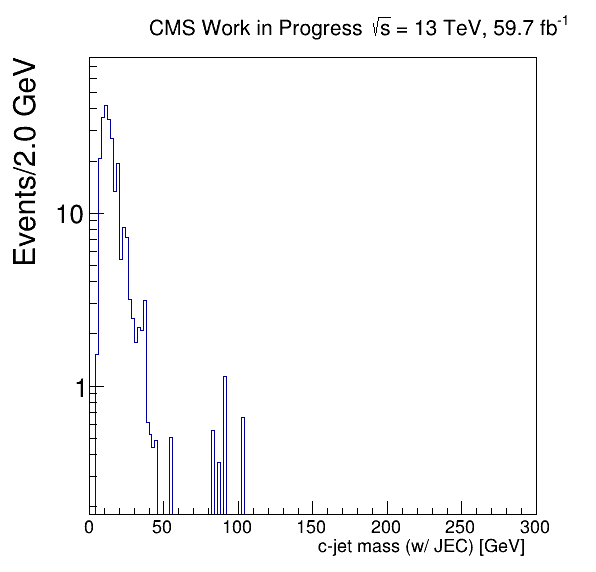 CMS Work in Progress √s = 13 TeV, 59.7 fb⁻¹
Events/2.0 GeV
10
1
0 50 100 150 200 250 300
c-jet mass (w/ JEC) [GeV]